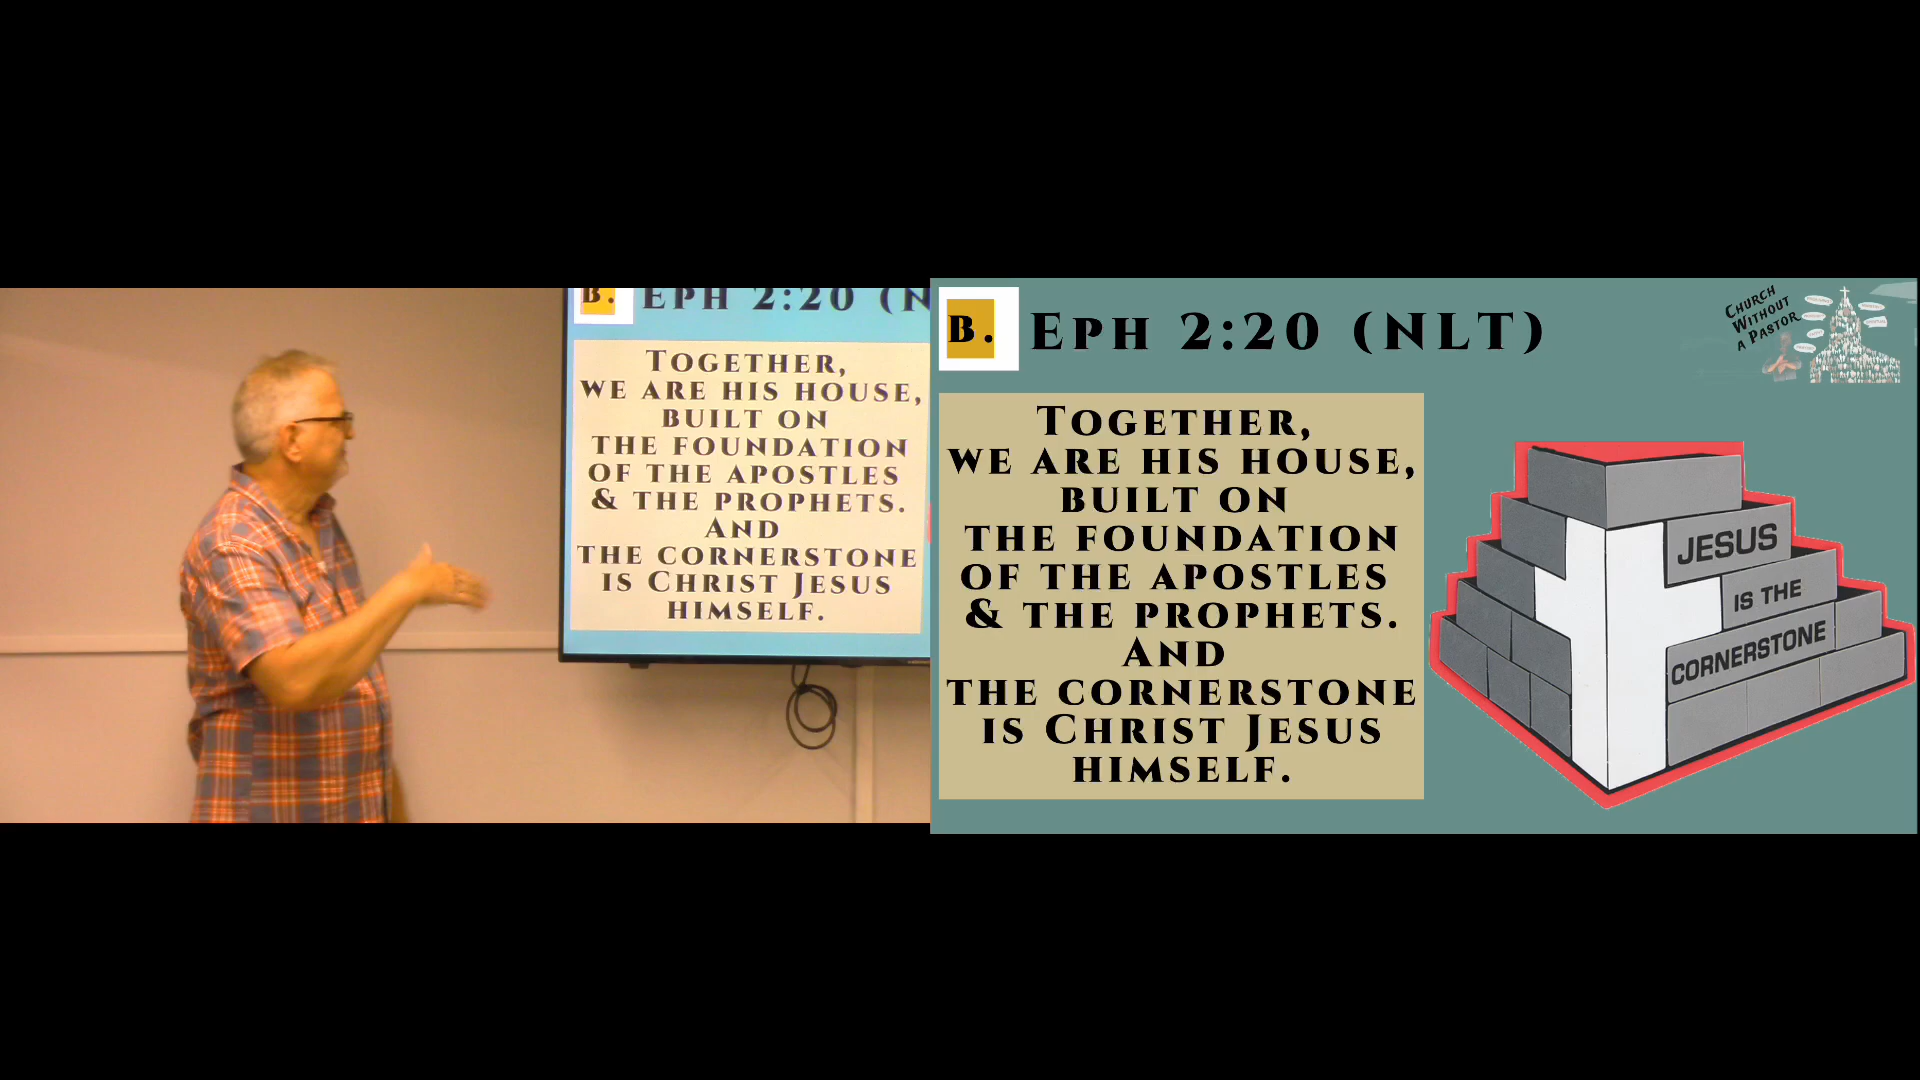 B. EPH 2:20 (N
TOGETHER,
WE ARE HIS HOUSE,
BUILT ON
THE FOUNDATION
OF THE APOSTLES
& THE PROPHETS.
AND
THE CORNERSTONE
IS CHRIST JESUS
HIMSELF.
B. EPH 2:20 (NLT)
CHURCH
WITHOUT
A PASTOR
TOGETHER,
WE ARE HIS HOUSE,
BUILT ON
THE FOUNDATION
OF THE APOSTLES
& THE PROPHETS.
AND
THE CORNERSTONE
IS CHRIST JESUS
HIMSELF.
JESUS
IS THE
CORNERSTONE